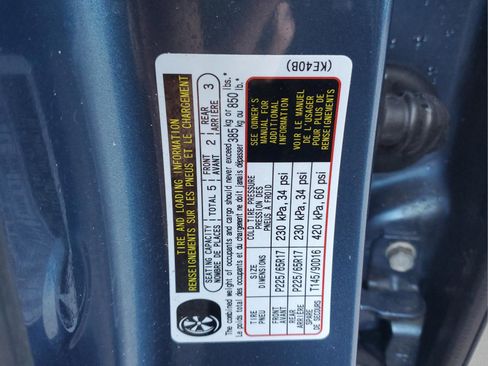 TIRE AND LOADING INFORMATION
RENSEIGNEMENTS SUR LES PNEUS ET LE CHARGEMENT
SEATING CAPACITY
NOMBRE DE PLACES
TOTAL 5
FRONT
AVANT
2
REAR
ARRIÈRE
3
The combined weight of occupants and cargo should never exceed 385 kg or 850 lbs.
Le poids total des occupants et du chargement ne doit jamais dépasser 385 kg ou 850 lb.
TIRE
PNEU
SIZE
DIMENSIONS
COLD TIRE PRESSURE
PRESSION DES
PNEUS À FROID
SEE OWNER'S
MANUAL FOR
ADDITIONAL
INFORMATION
VOIR LE MANUEL
DE L'USAGER
POUR PLUS DE
RENSEIGNEMENTS
FRONT
AVANT
P225/65R17
230 kPa, 34 psi
REAR
ARRIÈRE
P225/65R17
230 kPa, 34 psi
SPARE
DE SECOURS
T145/90D16
420 kPa, 60 psi
(KE40B)